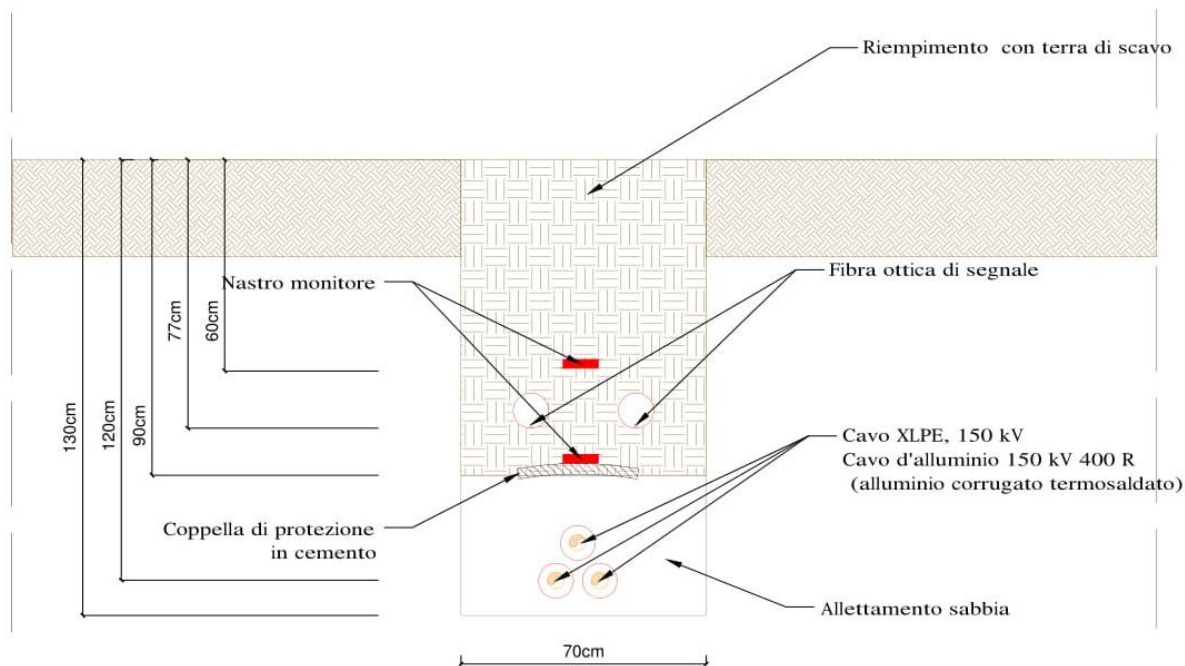 Riempimento con terra di scavo
Nastro monitore
Fibra ottica di segnale
60cm
77cm
90cm
120cm
130cm
Cavo XLPE, 150 kV
Cavo d'alluminio 150 kV 400 R
(alluminio corrugato termosaldato)
Coppella di protezione
in cemento
Allettamento sabbia
70cm